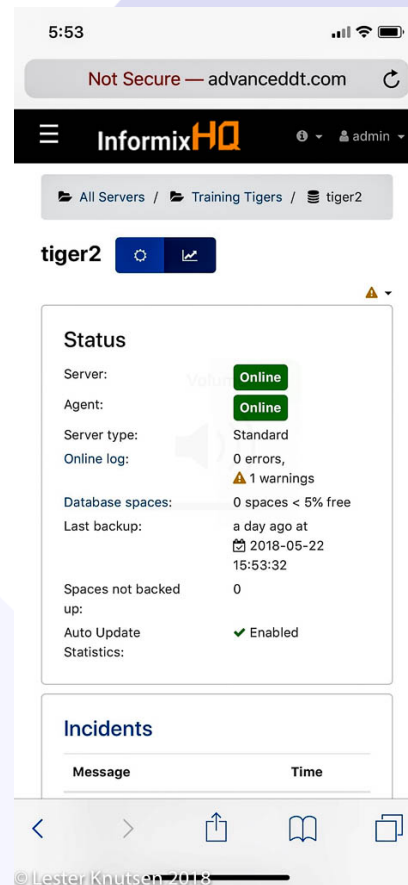 5:53
Not Secure — advanceddt.com
InformixHQ admin
All Servers / Training Tigers / tiger2
tiger2
Status
Server: Online
Agent: Online
Server type: Standard
Online log: 0 errors,
1 warnings
Database spaces: 0 spaces < 5% free
Last backup: a day ago at
2018-05-22
15:53:32
Spaces not backed 0
up:
Auto Update Enabled
Statistics:
Incidents
Message Time
© Lester Knutsen 2018